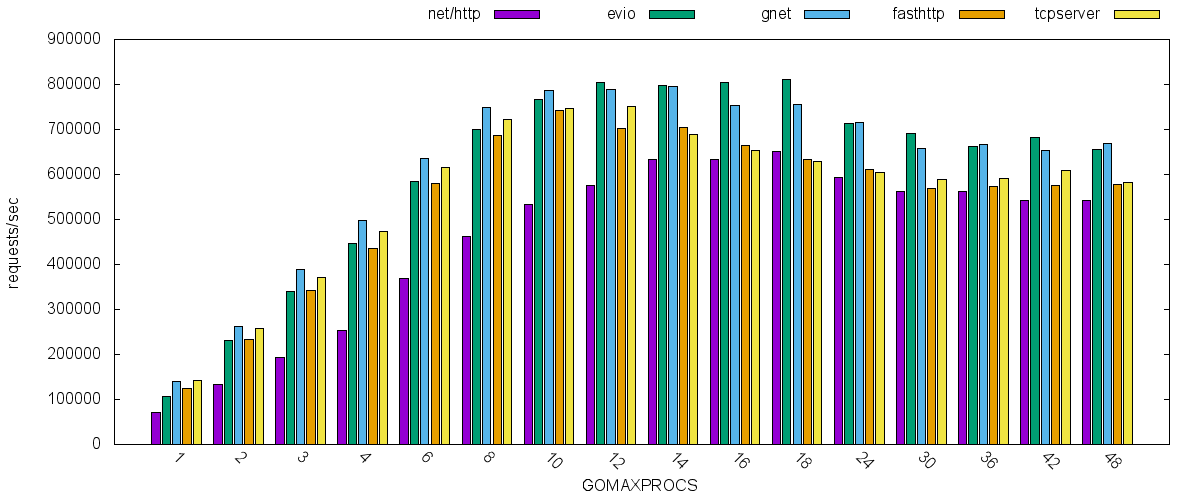 net/http evio gnet fasthttp tcpserver
900000
800000
700000
600000
500000
400000
300000
200000
100000
0
requests/sec
1 2 3 4 6 8 10 12 14 16 18 24 30 36 42 48
GOMAXPROCS